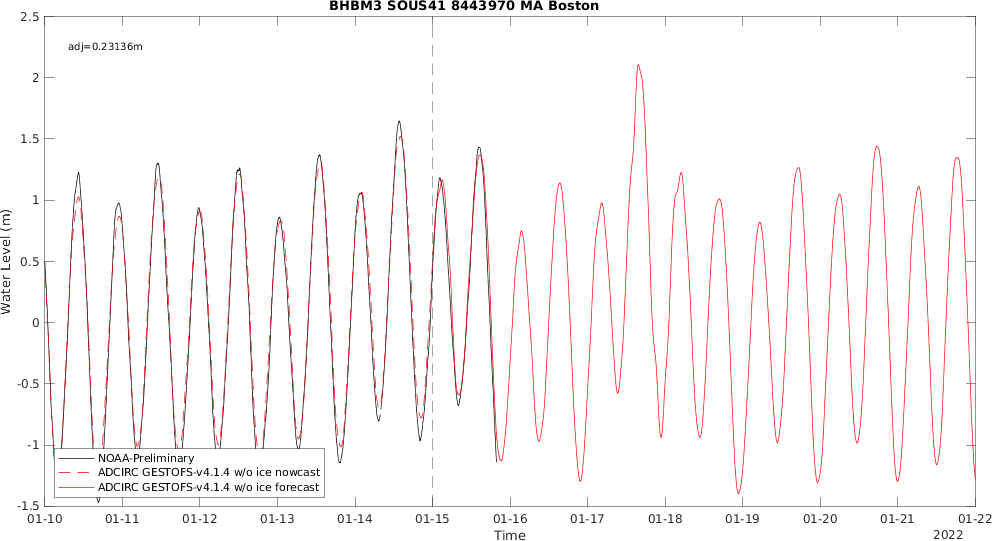 BHBM3 SOUS41 8443970 MA Boston
adj=0.23136m
Water Level (m)
2.5
2
1.5
1
0.5
0
-0.5
-1
-1.5
NOAA-Preliminary
ADCIRC GESTOFS-v4.1.4 w/o ice nowcast
ADCIRC GESTOFS-v4.1.4 w/o ice forecast
01-10 01-11 01-12 01-13 01-14 01-15 01-16 01-17 01-18 01-19 01-20 01-21 01-22
Time
2022